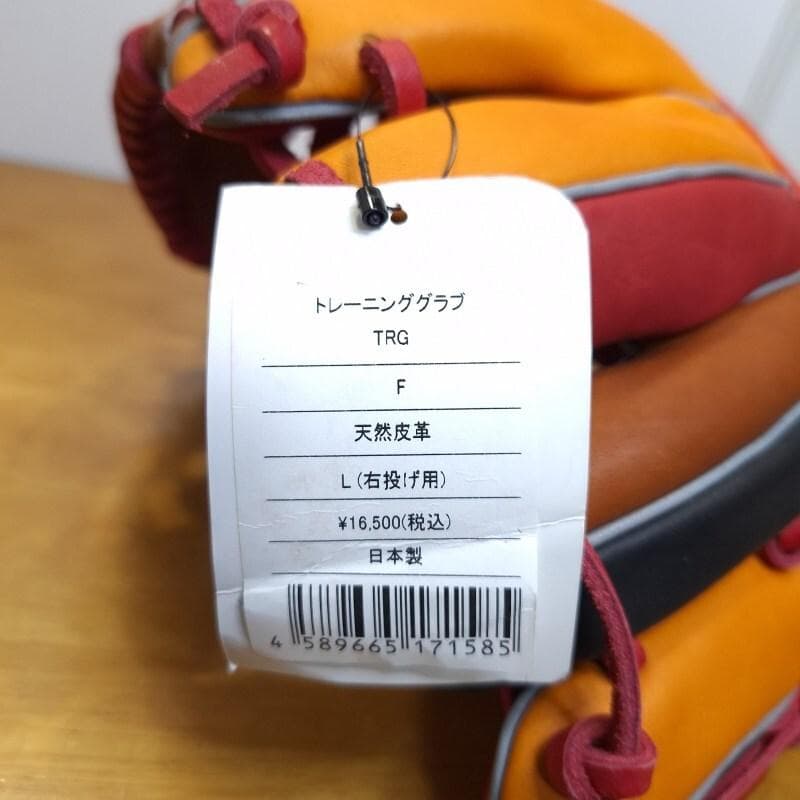 トレーニンググラブ
TRG
F
天然皮革
L(右投げ用)
¥16,500(税込)
日本製
4 589665 171585